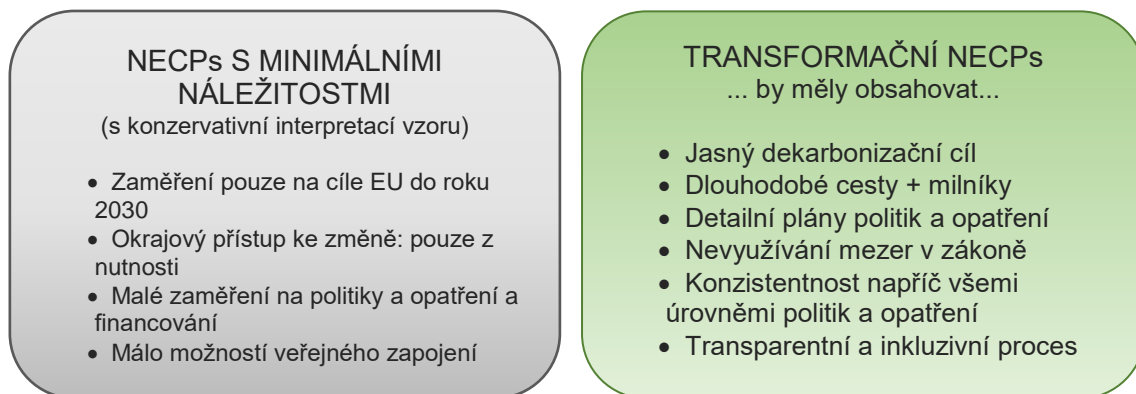 NECPs S MINIMÁLNÍMI
NÁLEŽITOSTMI
(s konzervativní interpretací vzoru)
• Zaměření pouze na cíle EU do roku
2030
• Okrajový přístup ke změně: pouze z
nutnosti
• Malé zaměření na politiky a opatření a
financování
• Málo možností veřejného zapojení
TRANSFORMAČNÍ NECPs
... by měly obsahovat...
• Jasný dekarbonizační cíl
• Dlouhodobé cesty + milníky
• Detailní plány politik a opatření
• Nevyužívání mezer v zákoně
• Konzistentnost napříč všemi
úrovněmi politik a opatření
• Transparentní a inkluzivní proces